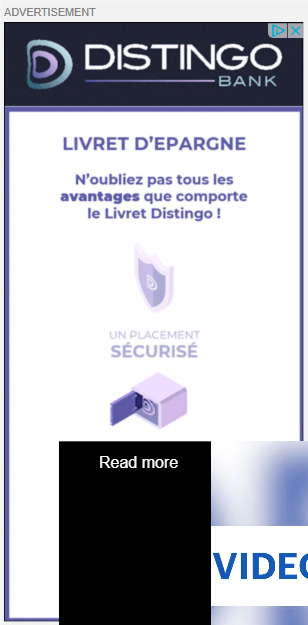 ADVERTISEMENT
DISTINGO
BANK
LIVRET D'EPARGNE
N'oubliez pas tous les
avantages que comporte
le Livret Distingo !
UN PLACEMENT
SÉCURISÉ
Read more